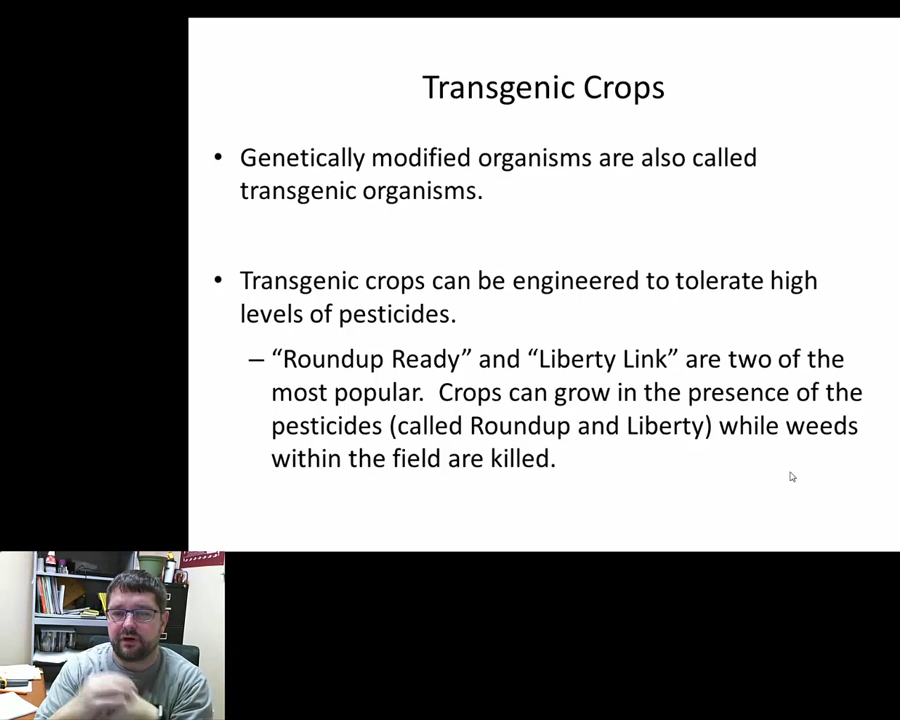 Transgenic Crops
• Genetically modified organisms are also called
transgenic organisms.
• Transgenic crops can be engineered to tolerate high
levels of pesticides.
– “Roundup Ready” and “Liberty Link” are two of the
most popular.  Crops can grow in the presence of the
pesticides (called Roundup and Liberty) while weeds
within the field are killed.